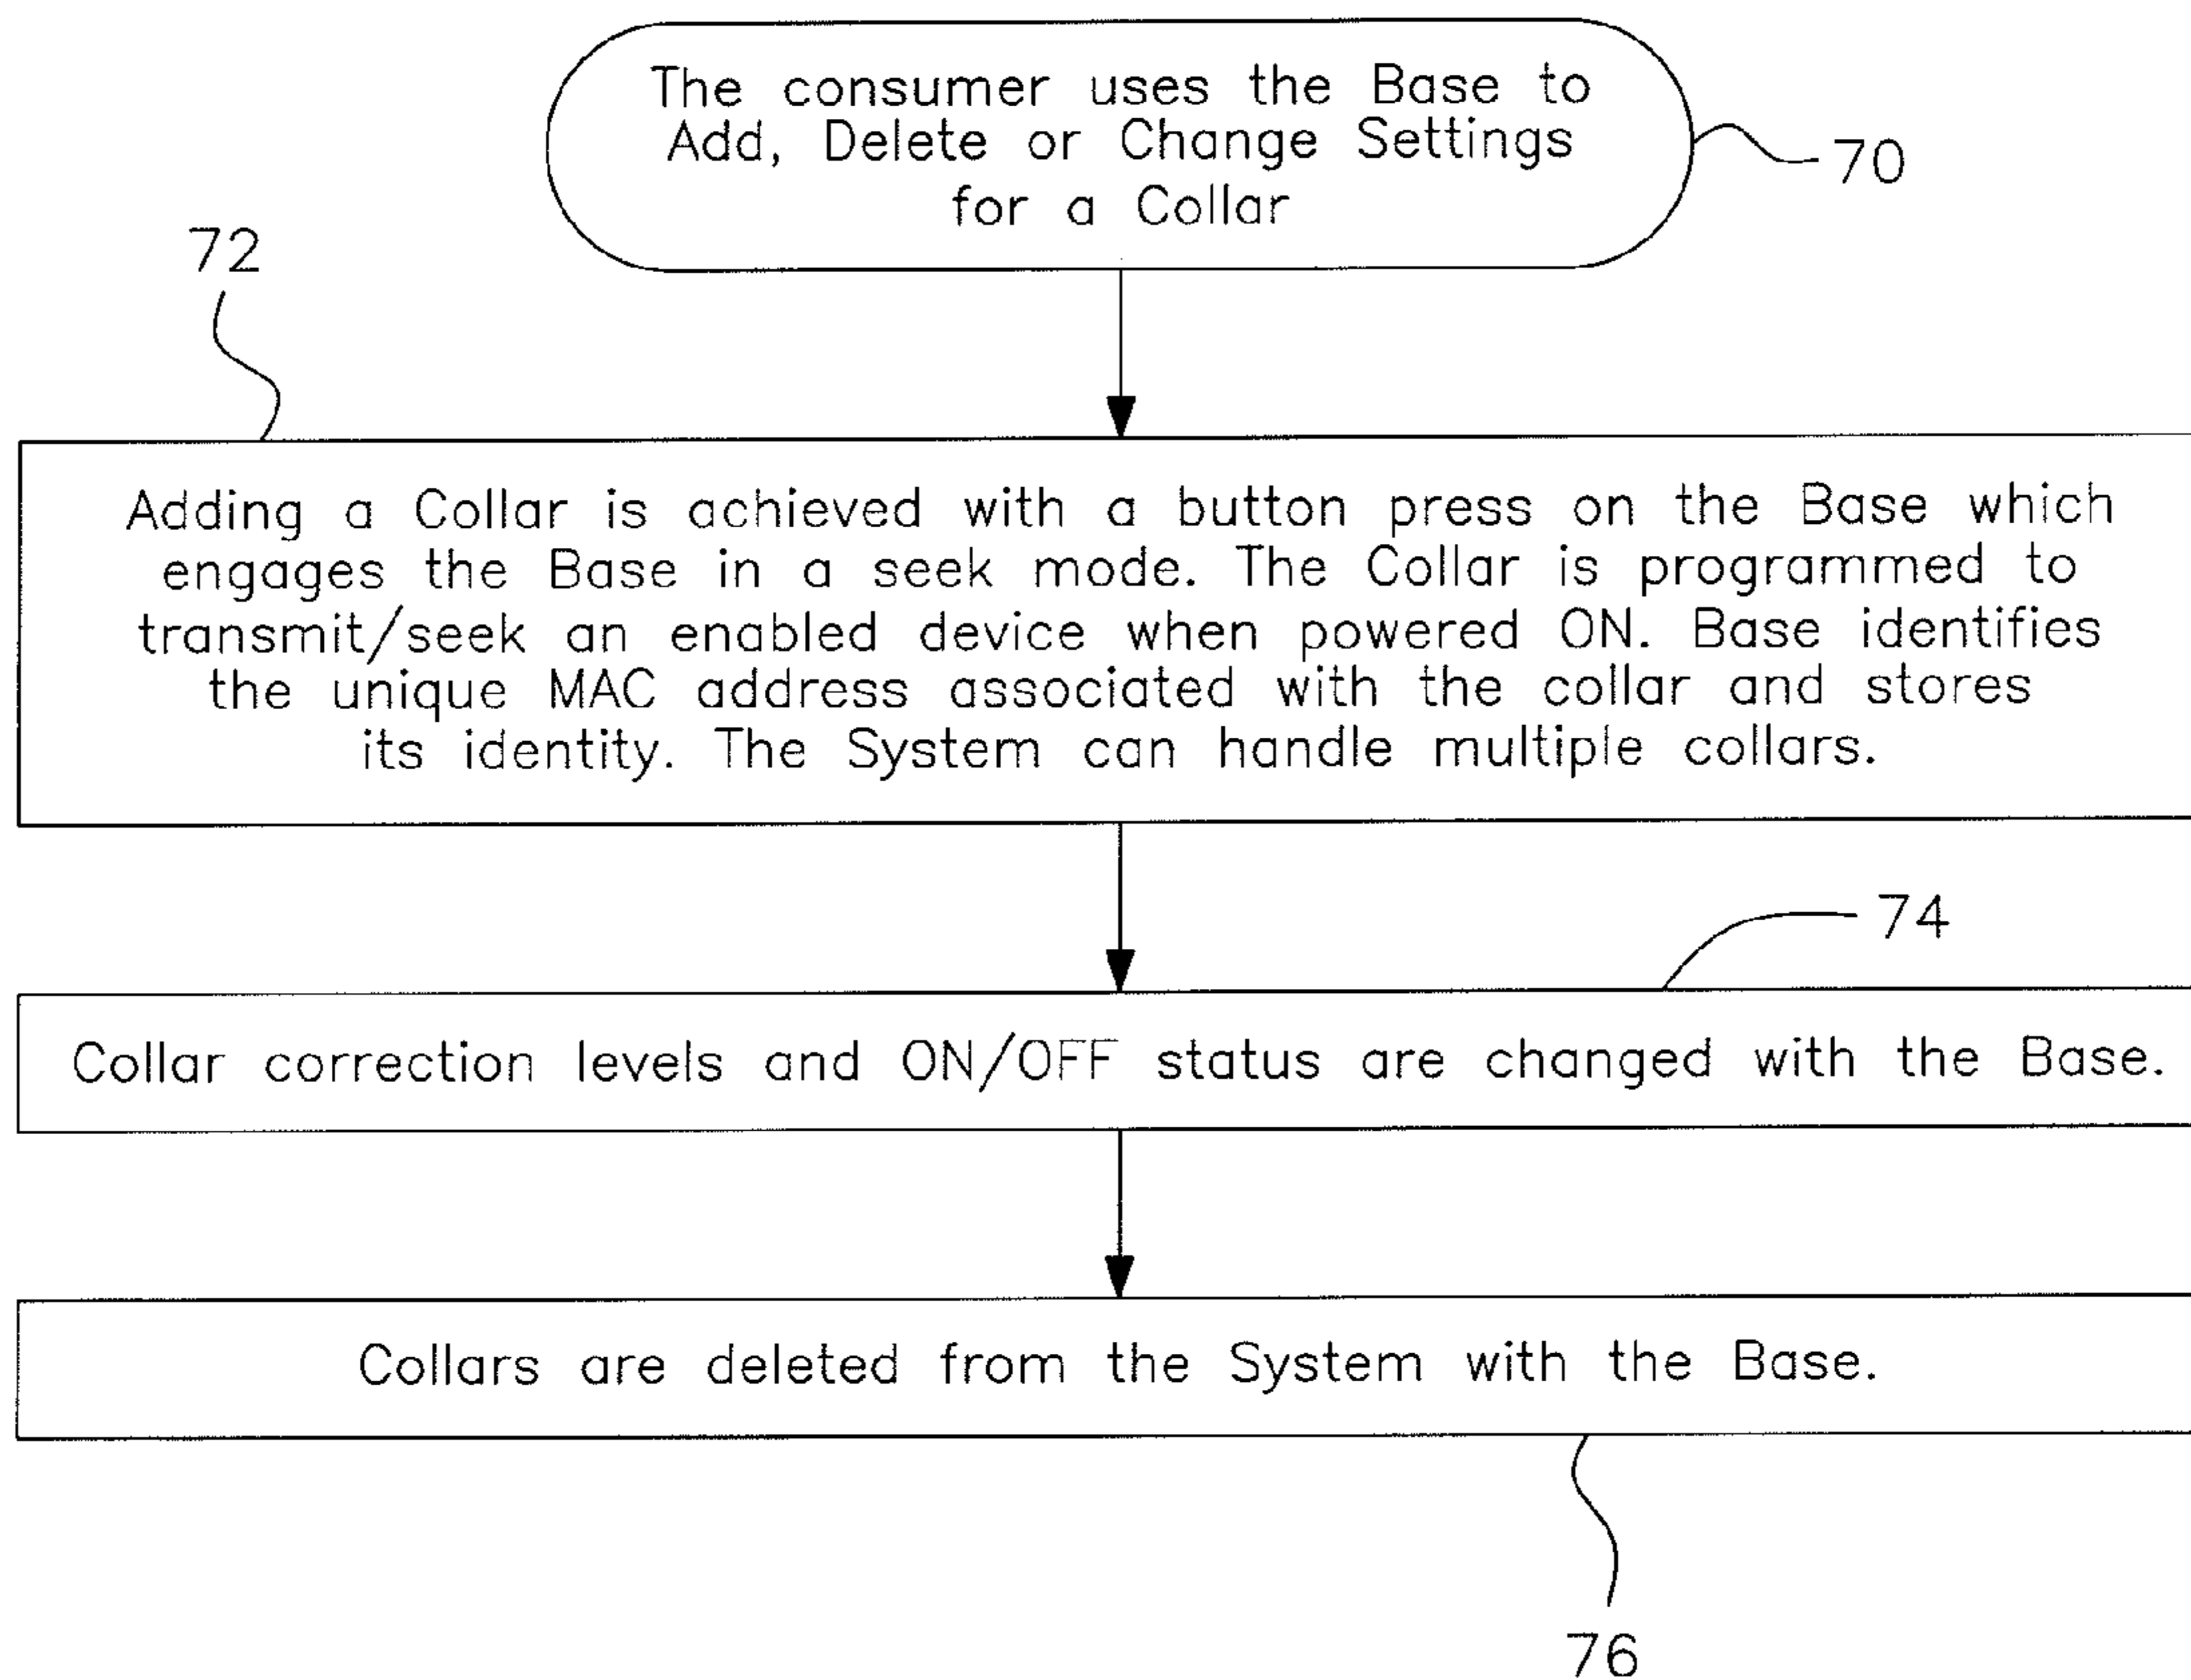 The consumer uses the Base to
Add, Delete or Change Settings
for a Collar
70
72
Adding a Collar is achieved with a button press on the Base which
engages the Base in a seek mode. The Collar is programmed to
transmit/seek an enabled device when powered ON. Base identifies
the unique MAC address associated with the collar and stores
its identity. The System can handle multiple collars.
74
Collar correction levels and ON/OFF status are changed with the Base.
Collars are deleted from the System with the Base.
76